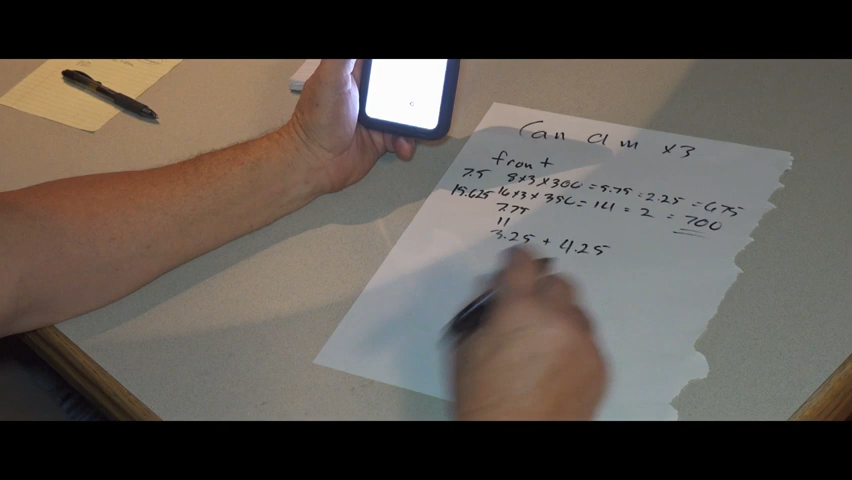 Can am x3
front
7.5 8x3x300 = 5.75 = 2.25 = 675
15.625 16x3x350 = 14 = 2 = 700
7.75
11
3.25 + 4.25